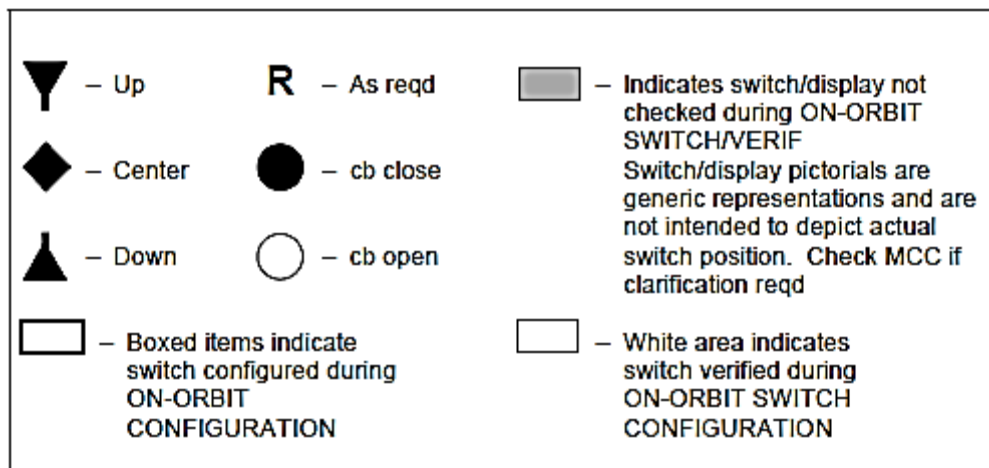 – Up
– Center
– Down
– Boxed items indicate
switch configured during
ON-ORBIT
CONFIGURATION
R – As reqd
– cb close
– cb open
– Indicates switch/display not
checked during ON-ORBIT
SWITCH/VERIF
Switch/display pictorials are
generic representations and are
not intended to depict actual
switch position.  Check MCC if
clarification reqd
– White area indicates
switch verified during
ON-ORBIT SWITCH
CONFIGURATION